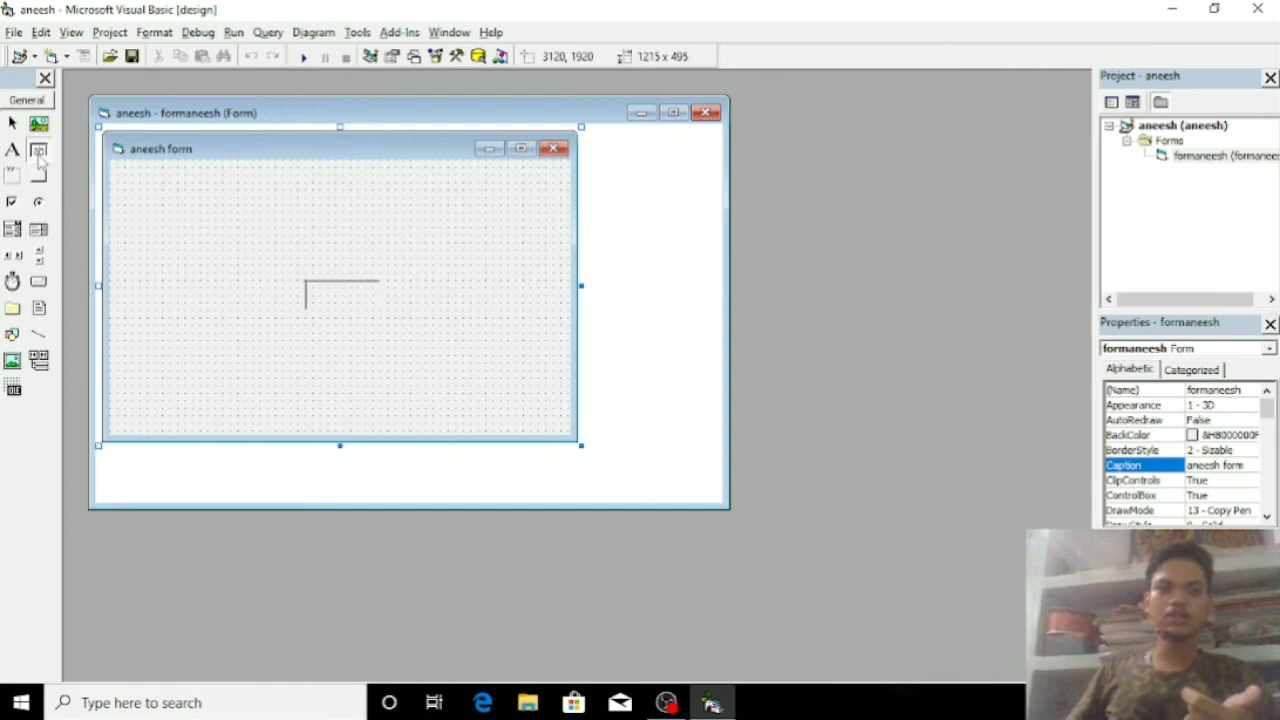 aneesh - Microsoft Visual Basic [design]
File Edit View Project Format Debug Run Query Diagram Tools Add-Ins Window Help
3120, 1920 1215 x 495
General
aneesh - formaneesh (Form)
aneesh form
Project - aneesh
aneesh (aneesh)
Forms
formaneesh (formanees
Properties - formaneesh
formaneesh Form
Alphabetic Categorized
(Name) formaneesh
Appearance 1 - 3D
AutoRedraw False
BackColor &H8000000F
BorderStyle 2 - Sizable
Caption aneesh form
ClipControls True
ControlBox True
DrawMode 13 - Copy Pen
Type here to search